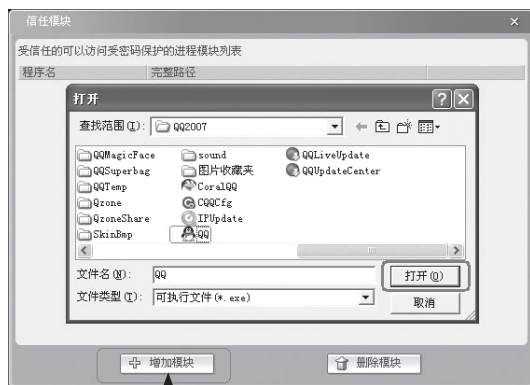 信任模块
受信任的可以访问受密码保护的进程模块列表
程序名 完整路径
打开
查找范围(I): QQ2007
QQMagicFace sound QQLiveUpdate
QQSuperbag 图片收藏夹 QQUpdateCenter
QQTemp CoralQQ
Qzone CQQCfg
QzoneShare IPUpdate
SkinBmp QQ
文件名(N): QQ 打开(O)
文件类型(T): 可执行文件(*.exe) 取消
增加模块 删除模块